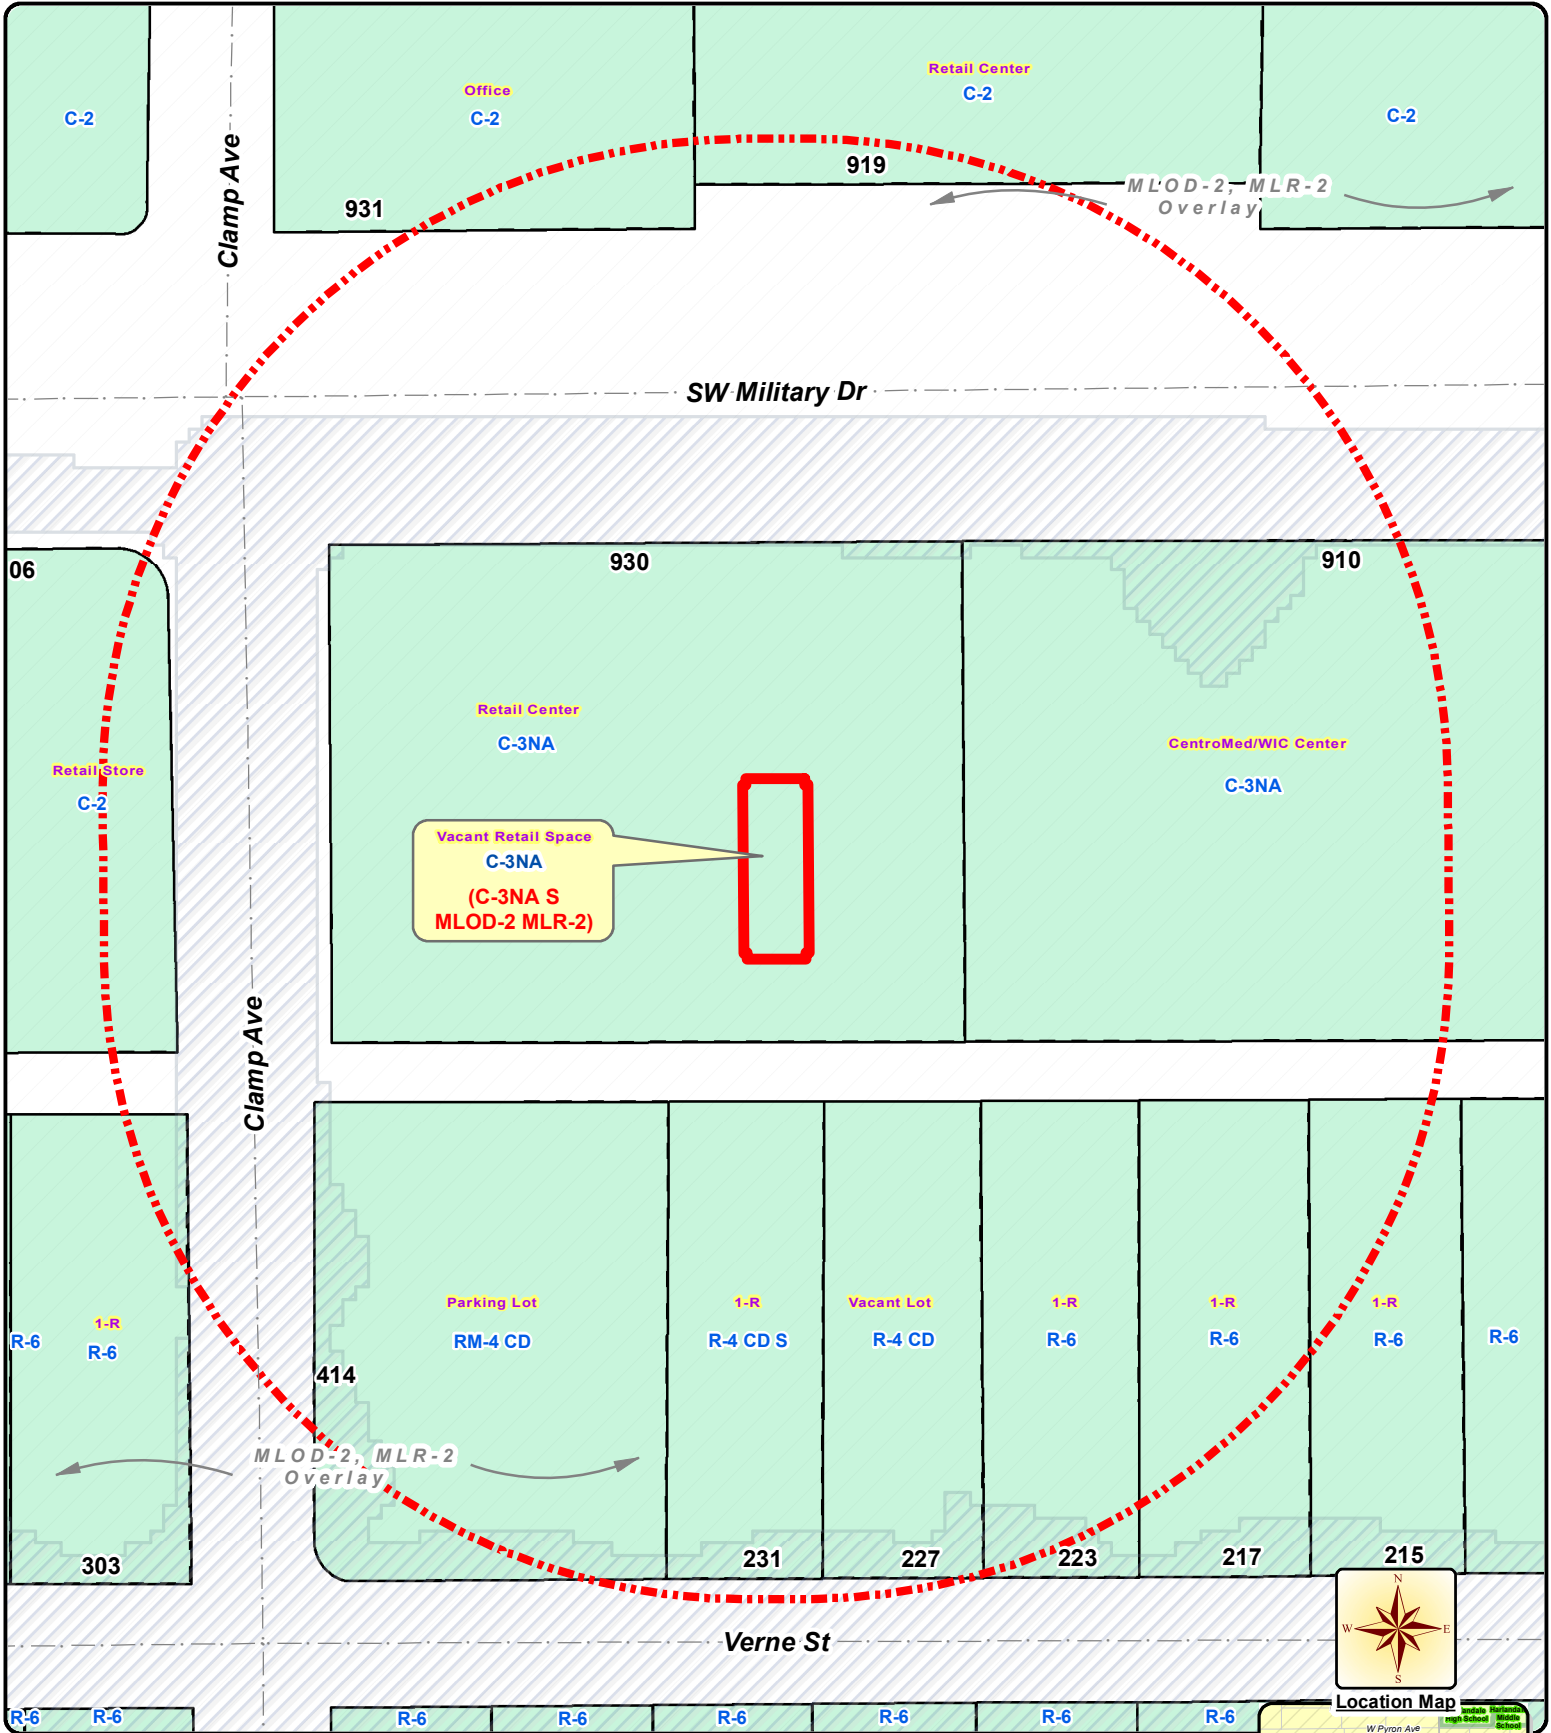 Retail Center
Office
C-2
C-2
C-2
C-2
Clamp Ave
919
931
MLOD-2, MLR-2
Overlay
SW Military Dr
06
930
910
Retail Center
C-3NA
CentroMed/WIC Center
C-3NA
Retail Store
C-2
Vacant Retail Space
C-3NA
(C-3NA S
MLOD-2 MLR-2)
Clamp Ave
Parking Lot
RM-4 CD
1-R
R-4 CD S
Vacant Lot
R-4 CD
1-R
R-6
1-R
R-6
1-R
R-6
R-6
R-6
1-R
R-6
414
MLOD-2, MLR-2
Overlay
303
231
227
223
217
215
N
W
E
S
Verne St
Location Map
R-6
R-6
R-6
R-6
R-6
R-6
R-6
R-6
W Pyron Ave
High School
Middle
School